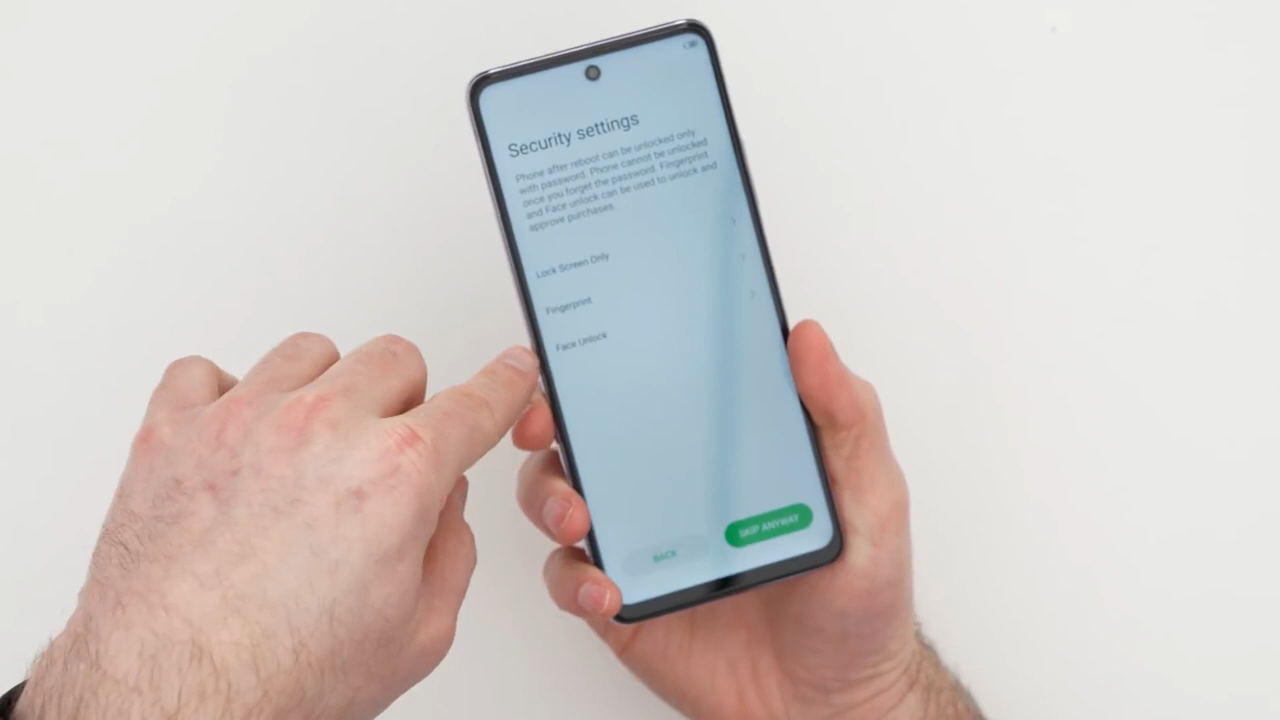 Security settings
Phone after reboot can be unlocked only
with password. Phone cannot be unlocked
once you forget the password. Fingerprint
and Face unlock can be used to unlock and
approve purchases.
Lock Screen Only
Fingerprint
Face Unlock
BACK
SKIP ANYWAY